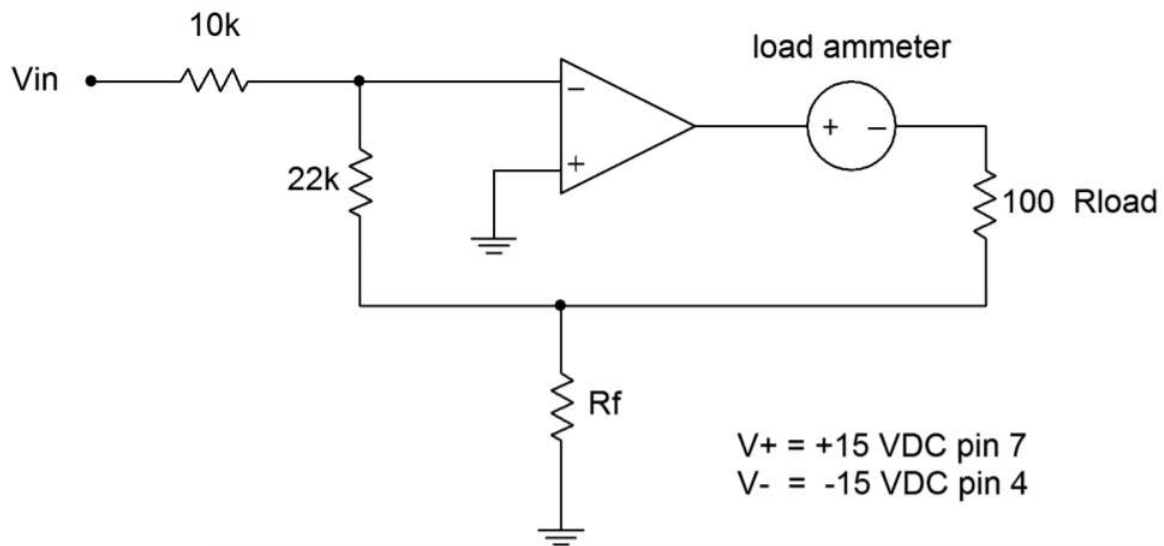 10k
load ammeter
Vin
−
+ −
+
22k
100 Rload
Rf
V+ = +15 VDC pin 7
V- = -15 VDC pin 4